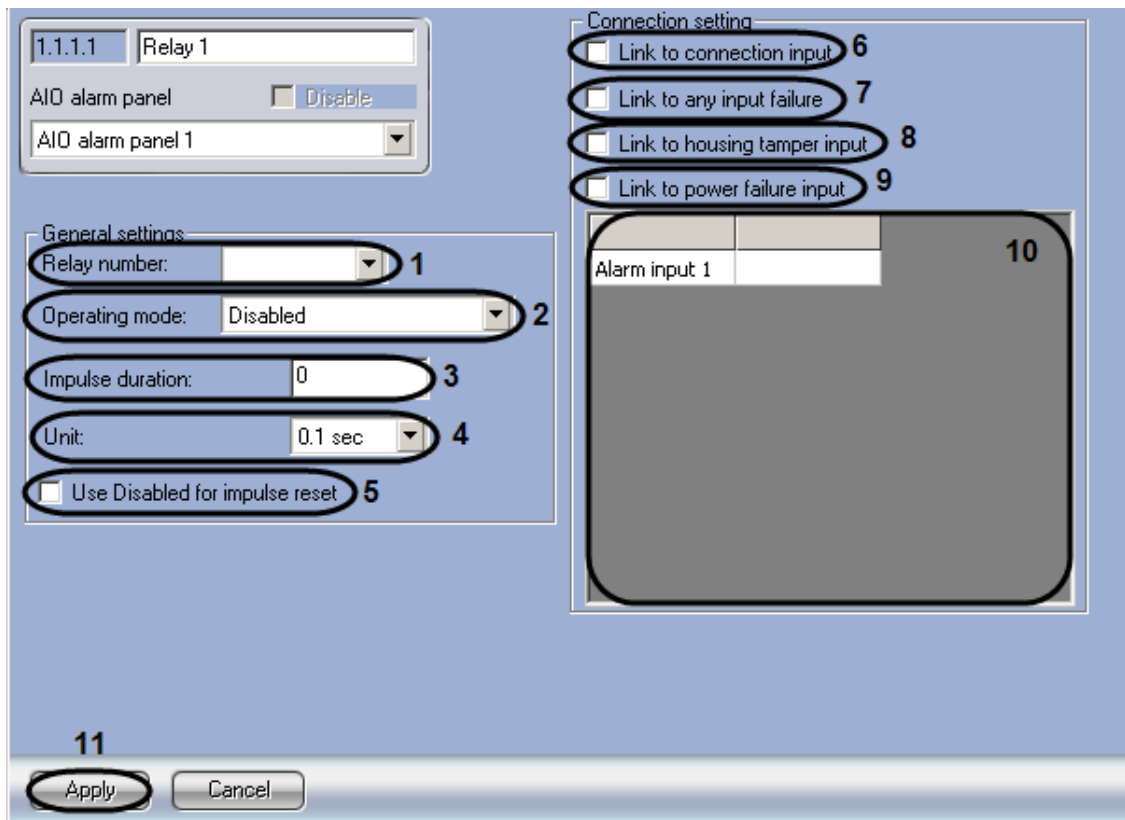 1.1.1.1 Relay 1
AIO alarm panel Disable
AIO alarm panel 1
General settings
Relay number: 1
Operating mode: Disabled 2
Impulse duration: 0 3
Unit: 0.1 sec 4
Use Disabled for impulse reset 5
Connection setting
Link to connection input 6
Link to any input failure 7
Link to housing tamper input 8
Link to power failure input 9
10
Alarm input 1
11
Apply Cancel